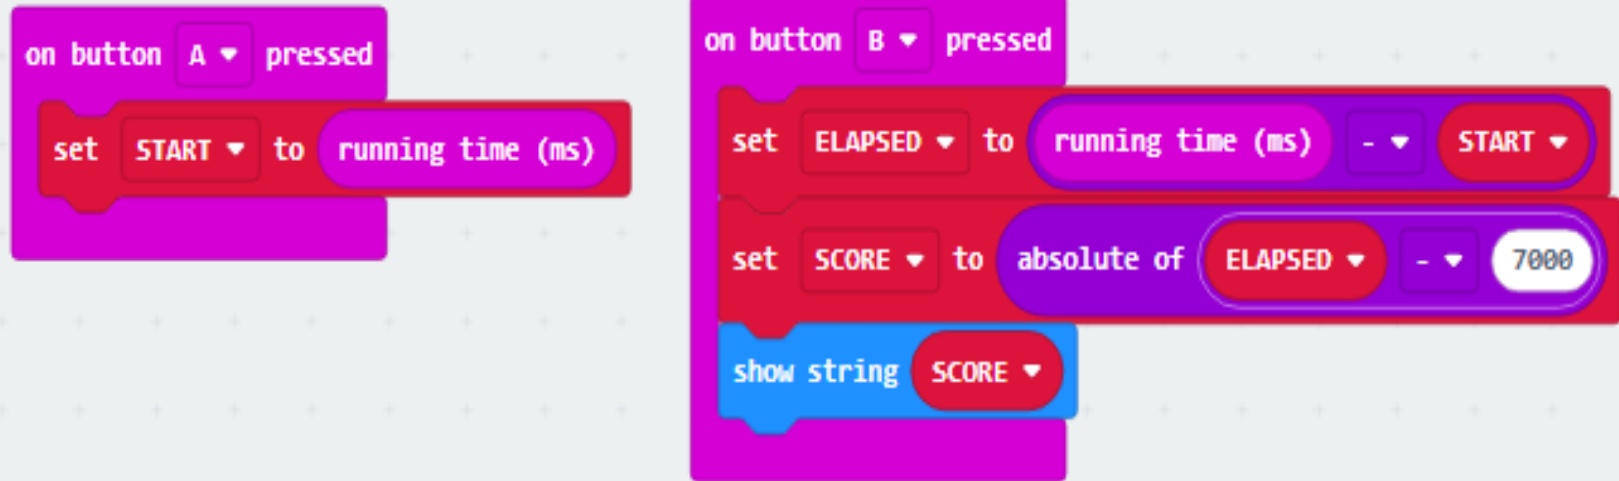 on button A pressed
set START to running time (ms)
on button B pressed
set ELAPSED to running time (ms) - START
set SCORE to absolute of ELAPSED - 7000
show string SCORE